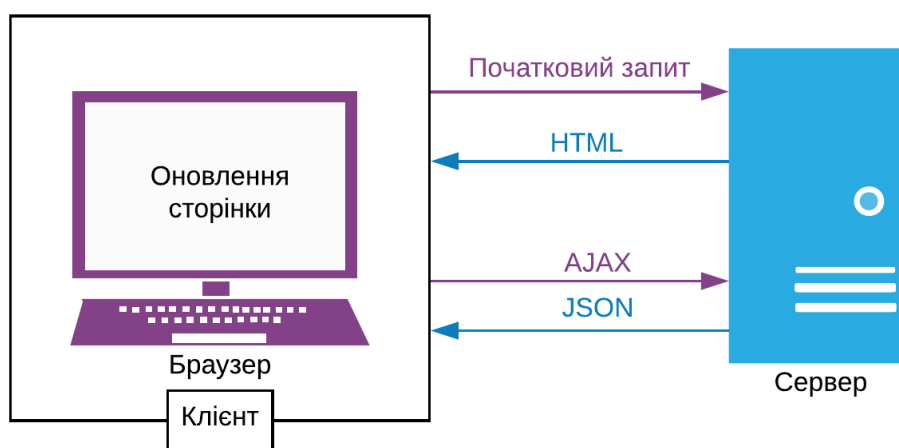 Початковий запит
HTML
Оновлення
сторінки
AJAX
JSON
Браузер
Сервер
Клієнт